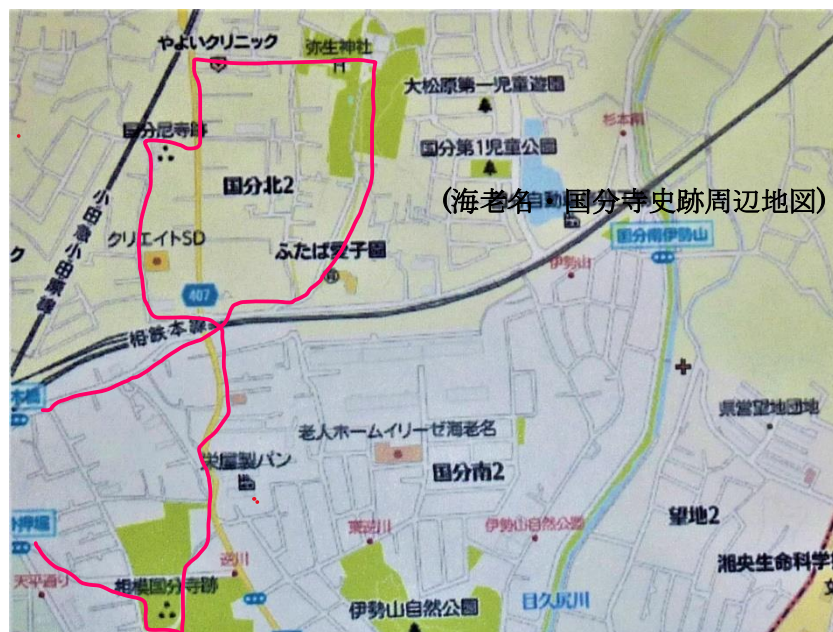 やよいクリニック
弥生神社
大松原第一児童遊園
杉本南
国分尼寺跡
国分第1児童公園
国分北2
(海老名・国分寺史跡周辺地図)
小田急小田原線
クリエイトSD
ふたば愛子園
国分南伊勢山
伊勢山
407
相鉄本線
県営望地団地
老人ホームイリーゼ海老名
栄屋製パン
国分南2
望地2
東逆川
伊勢山自然公園
逆川
天平通り
相模国分寺跡
湘央生命科学
伊勢山自然公園
目久尻川